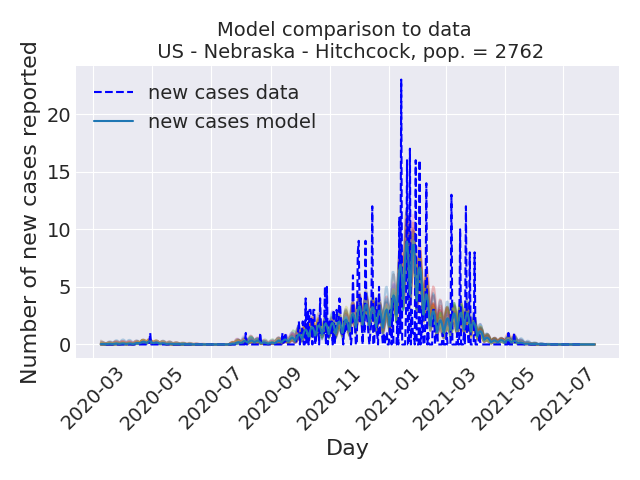 Model comparison to data
US - Nebraska - Hitchcock, pop. = 2762
Number of new cases reported
new cases data
new cases model
20
15
10
5
0
2020-03
2020-05
2020-07
2020-09
2020-11
2021-01
2021-03
2021-05
2021-07
Day